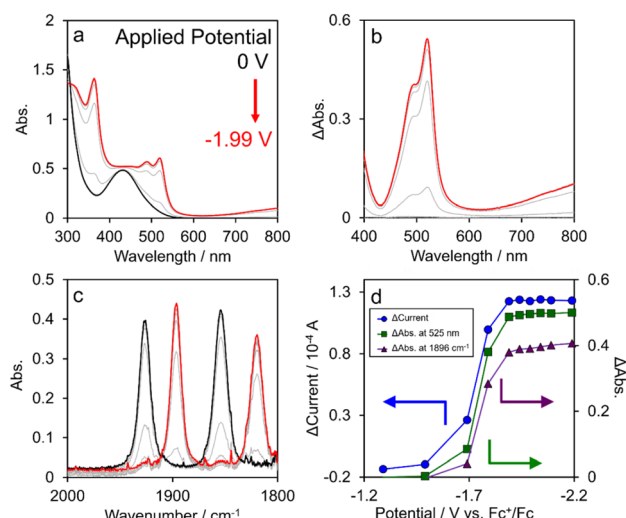 a
Applied Potential
0 V
-1.99 V
Abs.
2
1.5
1
0.5
0
300 400 500 600 700 800
Wavelength / nm
b
ΔAbs.
0.6
0.3
0
400 500 600 700 800
Wavelength / nm
c
Abs.
0.5
0.4
0.3
0.2
0.1
0
2000 1900 1800
Wavenumber / cm⁻¹
d
ΔCurrent
ΔAbs. at 525 nm
ΔAbs. at 1896 cm⁻¹
ΔCurrent / 10⁻⁴ A
1.3
0.8
0.3
-0.2
0.6
0.4
0.2
0
ΔAbs.
-1.2 -1.7 -2.2
Potential / V vs. Fc⁺/Fc